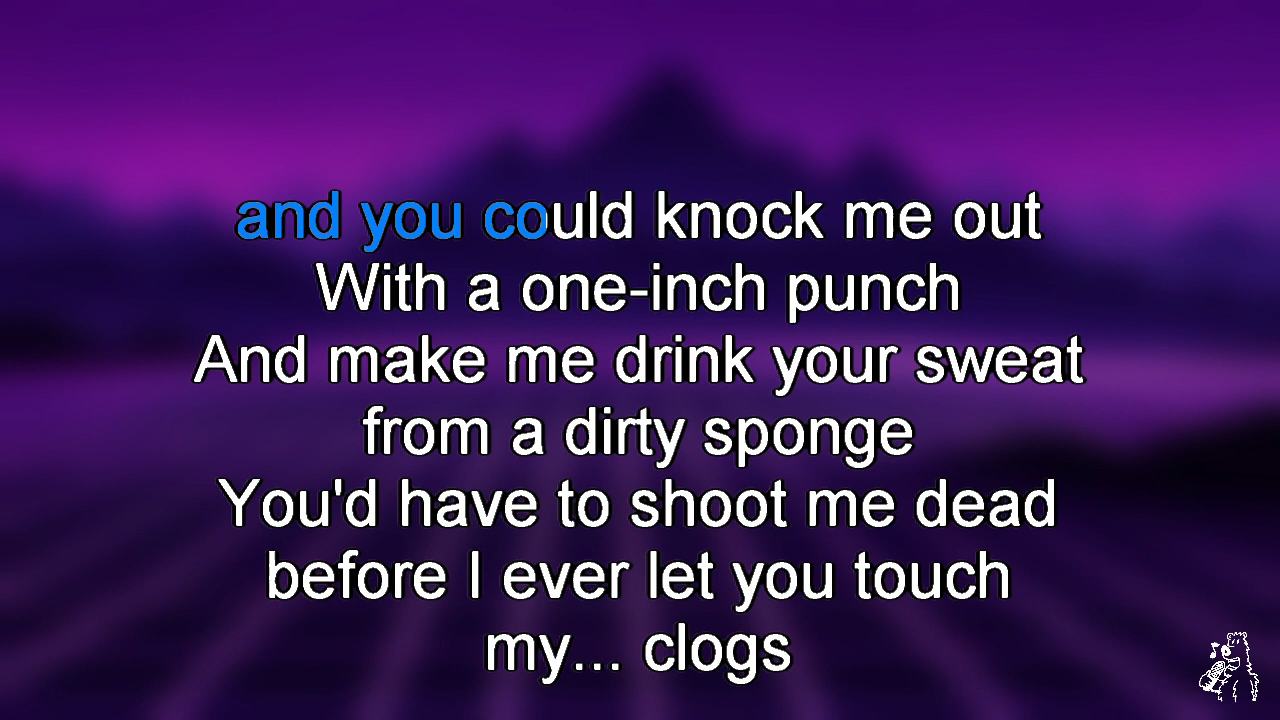 and you could knock me out
With a one-inch punch
And make me drink your sweat
from a dirty sponge
You'd have to shoot me dead
before I ever let you touch
my... clogs